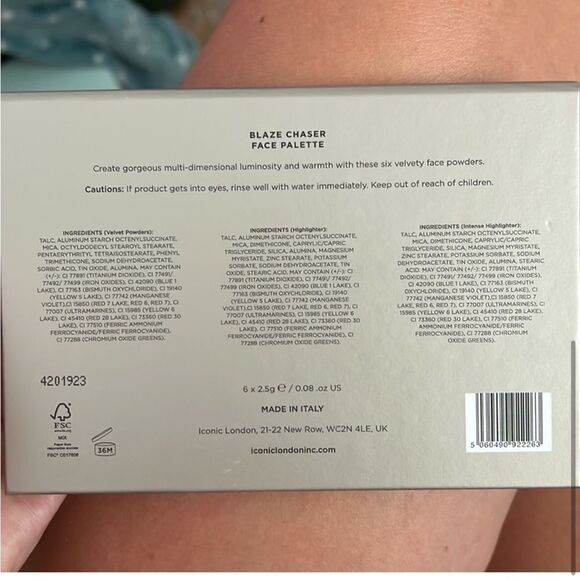 BLAZE CHASER
FACE PALETTE
Create gorgeous multi-dimensional luminosity and warmth with these six velvety face powders.
Cautions: If product gets into eyes, rinse well with water immediately. Keep out of reach of children.
INGREDIENTS (Velvet Powders):
TALC, ALUMINUM STARCH OCTENYLSUCCINATE,
MICA, OCTYLDODECYL STEAROYL STEARATE,
PENTAERYTHRITYL TETRAISOSTEARATE, PHENYL
TRIMETHICONE, SODIUM DEHYDROACETATE,
SORBIC ACID, TIN OXIDE, ALUMINA, MAY CONTAIN
(+/-): CI 77891 (TITANIUM DIOXIDE), CI 77491,
77492/ 77499 (IRON OXIDES), CI 42090 (BLUE 1
LAKE), CI 77163 (BISMUTH OXYCHLORIDE), CI 19140
(YELLOW 5 LAKE), CI 77742 (MANGANESE
VIOLET),CI 15850 (RED 7 LAKE, RED 6, RED 7), CI
77007 (ULTRAMARINES), CI 15985 (YELLOW 6
LAKE), CI 45410 (RED 28 LAKE), CI 73360 (RED 30
LAKE), CI 77510 (FERRIC AMMONIUM
FERROCYANIDE/FERRIC FERROCYANIDE),
CI 77288 (CHROMIUM OXIDE GREENS).
INGREDIENTS (Highlighter):
TALC, ALUMINUM STARCH OCTENYLSUCCINATE,
MICA, DIMETHICONE, CAPRYLIC/CAPRIC
TRIGLYCERIDE, SILICA, ALUMINA, MAGNESIUM
MYRISTATE, ZINC STEARATE, POTASSIUM
SORBATE, SODIUM DEHYDROACETATE, TIN
OXIDE, STEARIC ACID, MAY CONTAIN (+/-): CI
77891 (TITANIUM DIOXIDE), CI 77491, 77492/
77499 (IRON OXIDES), CI 42090 (BLUE 1 LAKE),
CI 77163 (BISMUTH OXYCHLORIDE), CI 19140
(YELLOW 5 LAKE), CI 77742 (MANGANESE
VIOLET),CI 15850 (RED 7 LAKE, RED 6, RED 7), CI
77007 (ULTRAMARINES), CI 15985 (YELLOW 6
LAKE), CI 45410 (RED 28 LAKE), CI 73360 (RED 30
LAKE), CI 77510 (FERRIC AMMONIUM
FERROCYANIDE/FERRIC FERROCYANIDE), CI
77288 (CHROMIUM OXIDE GREENS).
INGREDIENTS (Intense Highlighter):
TALC, ALUMINUM STARCH OCTENYLSUCCINATE,
MICA, DIMETHICONE, CAPRYLIC/CAPRIC
TRIGLYCERIDE, SILICA, MAGNESIUM MYRISTATE,
ZINC STEARATE, POTASSIUM SORBATE, SODIUM
DEHYDROACETATE, TIN OXIDE, ALUMINA, STEARIC
ACID, MAY CONTAIN (+/-): CI 77891 (TITANIUM
DIOXIDE), CI 77491, 77492/ 77499 (IRON OXIDES),
CI 42090 (BLUE 1 LAKE), CI 77163 (BISMUTH
OXYCHLORIDE), CI 19140 (YELLOW 5 LAKE), CI
77742 (MANGANESE VIOLET),CI 15850 (RED 7
LAKE, RED 6, RED 7), CI 77007 (ULTRAMARINES), CI
15985 (YELLOW 6 LAKE), CI 45410 (RED 28 LAKE),
CI 73360 (RED 30 LAKE), CI 77510 (FERRIC
AMMONIUM FERROCYANIDE/FERRIC
FERROCYANIDE), CI 77288 (CHROMIUM
OXIDE GREENS).
4201923
6 x 2.5g ℮ / 0.08 .oz US
MADE IN ITALY
Iconic London, 21-22 New Row, WC2N 4LE, UK
iconiclondoninc.com
FSC
www.fsc.org
MIX
Paper from
responsible sources
FSC® C017608
36M
5 060490 922263